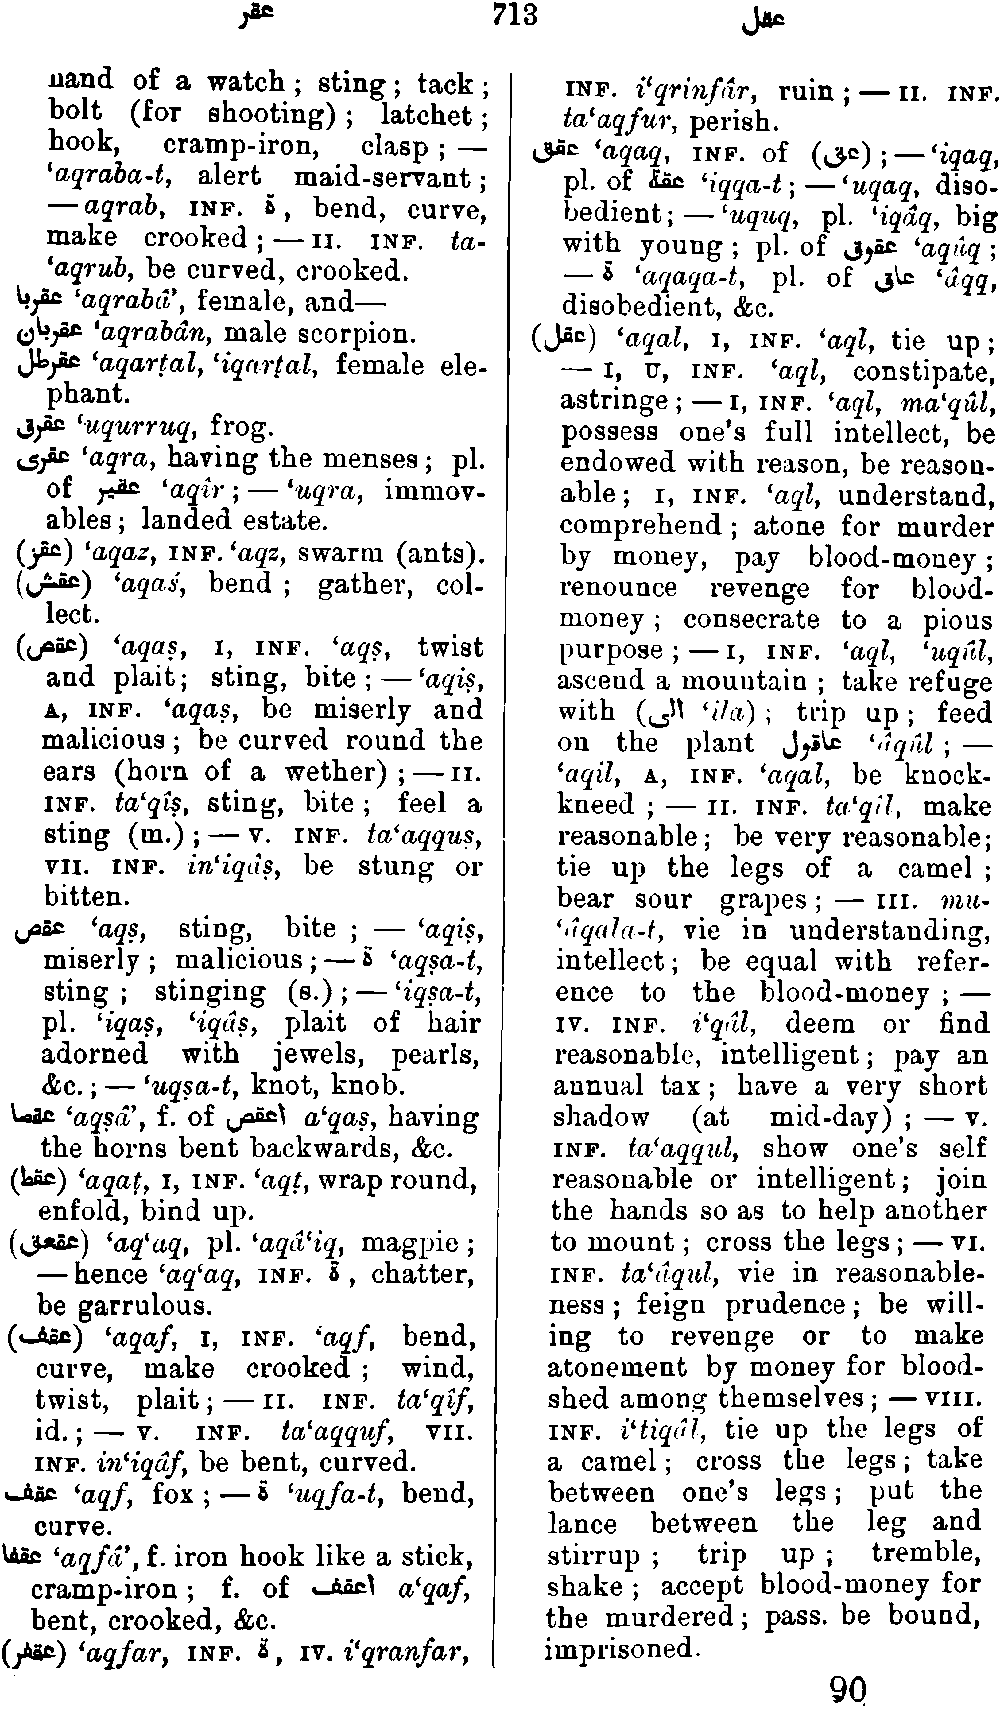 عقر 713 عقل
hand of a watch ; sting ; tack ;
bolt (for shooting) ; latchet ;
hook, cramp-iron, clasp ; —
‘aqraba-t, alert maid-servant ;
— aqrab, INF. ة, bend, curve,
make crooked ; — II. INF. ta-
‘aqrub, be curved, crooked.
عقربا ‘aqrabâ’, female, and—
عقربان ‘aqrabân, male scorpion.
عقرطل ‘aqarṭal, ‘iqarṭal, female ele-
phant.
عقرق ‘uqurruq, frog.
عقرى ‘aqra, having the menses ; pl.
of عقير ‘aqîr ; — ‘uqra, immov-
ables ; landed estate.
(عقز) ‘aqaz, INF. ‘aqz, swarm (ants).
(عقش) ‘aqaś, bend ; gather, col-
lect.
(عقص) ‘aqaṣ, I, INF. ‘aqṣ, twist
and plait ; sting, bite ; — ‘aqiṣ,
A, INF. ‘aqaṣ, be miserly and
malicious ; be curved round the
ears (horn of a wether) ; — II.
INF. ta‘qîṣ, sting, bite ; feel a
sting (m.) ; — V. INF. ta‘aqquṣ,
VII. INF. in‘iqâṣ, be stung or
bitten.
عقص ‘aqṣ, sting, bite ; — ‘aqiṣ,
miserly ; malicious ; — ة ‘aqṣa-t,
sting ; stinging (s.) ; — ‘iqṣa-t,
pl. ‘iqaṣ, ‘iqâṣ, plait of hair
adorned with jewels, pearls,
&c. ; — ‘uqṣa-t, knot, knob.
عقصا ‘aqṣâ’, f. of اعقص a‘qaṣ, having
the horns bent backwards, &c.
(عقط) ‘aqaṭ, I, INF. ‘aqṭ, wrap round,
enfold, bind up.
(عقعق) ‘aq‘aq, pl. ‘aqâ‘iq, magpie ;
— hence ‘aq‘aq, INF. ة, chatter,
be garrulous.
(عقف) ‘aqaf, I, INF. ‘aqf, bend,
curve, make crooked ; wind,
twist, plait ; — II. INF. ta‘qîf,
id. ; — V. INF. ta‘aqquf, VII.
INF. in‘iqâf, be bent, curved.
عقف ‘aqf, fox ; — ة ‘uqfa-t, bend,
curve.
عقفا ‘aqfâ’, f. iron hook like a stick,
cramp-iron ; f. of اعقف a‘qaf,
bent, crooked, &c.
(عقفر) ‘aqfar, INF. ة, IV. i‘qranfar,
INF. i‘qrinfâr, ruin ; — II. INF.
ta‘aqfur, perish.
عقق ‘aqaq, INF. of (عق) ; — ‘iqaq,
pl. of عقة ‘iqqa-t ; — ‘uqaq, diso-
bedient ; — ‘uquq, pl. ‘iqâq, big
with young ; pl. of عقوق ‘aqûq ;
— ة ‘aqaqa-t, pl. of عاق ‘âqq,
disobedient, &c.
(عقل) ‘aqal, I, INF. ‘aql, tie up ;
— I, U, INF. ‘aql, constipate,
astringe ; — I, INF. ‘aql, ma‘qûl,
possess one's full intellect, be
endowed with reason, be reason-
able ; I, INF. ‘aql, understand,
comprehend ; atone for murder
by money, pay blood-money ;
renounce revenge for blood-
money ; consecrate to a pious
purpose ; — I, INF. ‘aql, ‘uqûl,
ascend a mountain ; take refuge
with (الى ‘ila) ; trip up ; feed
on the plant عاقول ‘âqûl ; —
‘aqil, A, INF. ‘aqal, be knock-
kneed ; — II. INF. ta‘qîl, make
reasonable ; be very reasonable ;
tie up the legs of a camel ;
bear sour grapes ; — III. mu-
‘âqala-t, vie in understanding,
intellect ; be equal with refer-
ence to the blood-money ; —
IV. INF. i‘qâl, deem or find
reasonable, intelligent ; pay an
annual tax ; have a very short
shadow (at mid-day) ; — V.
INF. ta‘aqqul, show one's self
reasonable or intelligent ; join
the hands so as to help another
to mount ; cross the legs ; — VI.
INF. ta‘âqul, vie in reasonable-
ness ; feign prudence ; be will-
ing to revenge or to make
atonement by money for blood-
shed among themselves ; — VIII.
INF. i‘tiqâl, tie up the legs of
a camel ; cross the legs ; take
between one's legs ; put the
lance between the leg and
stirrup ; trip up ; tremble,
shake ; accept blood-money for
the murdered ; pass. be bound,
imprisoned.
90